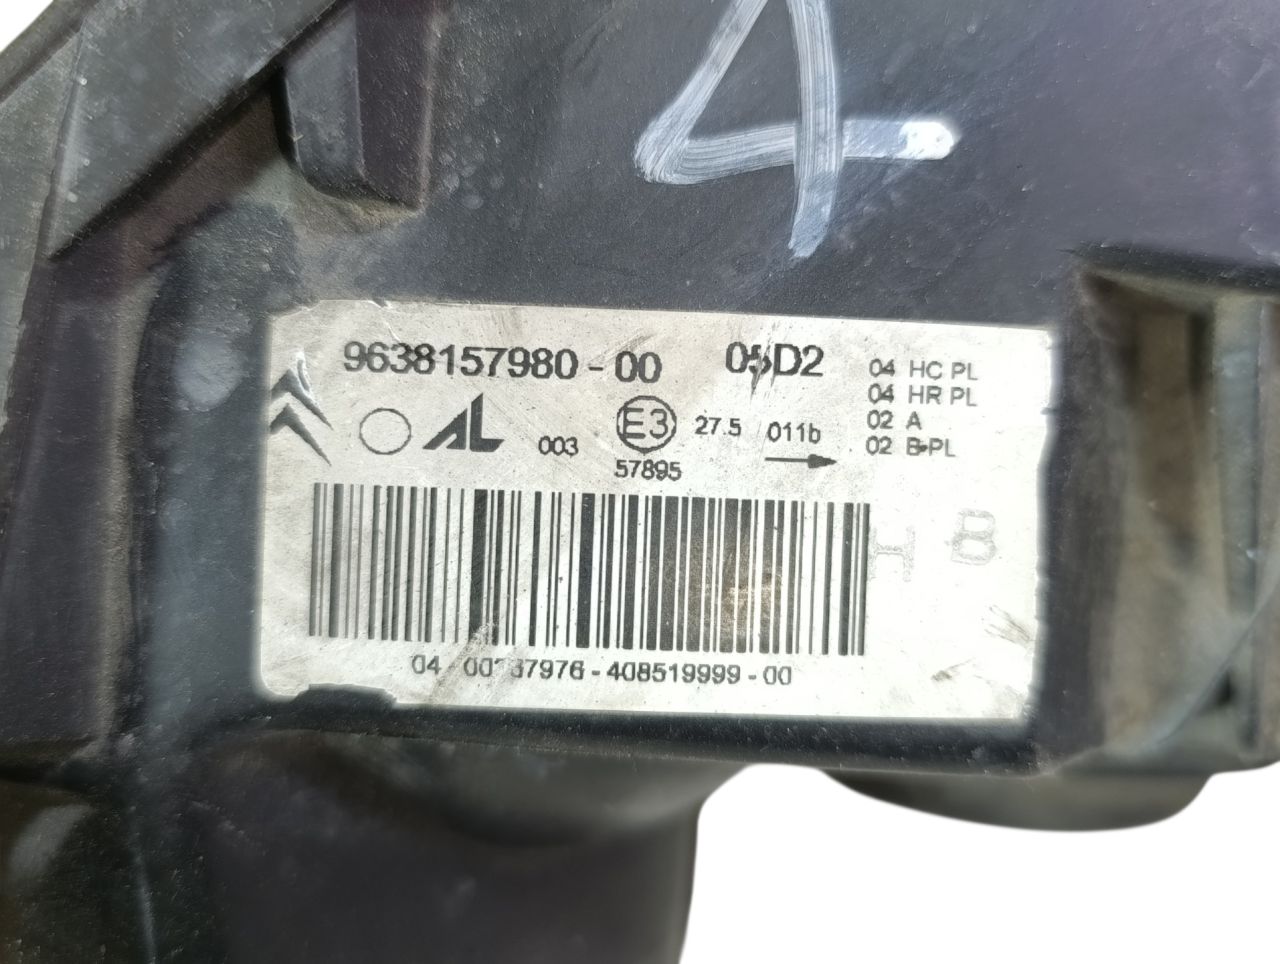 4
9638157980-00 05D2
04 HC PL
04 HR PL
02 A
02 B-PL
AL 003 E3 27.5 011b
57895
H B
408519999-00